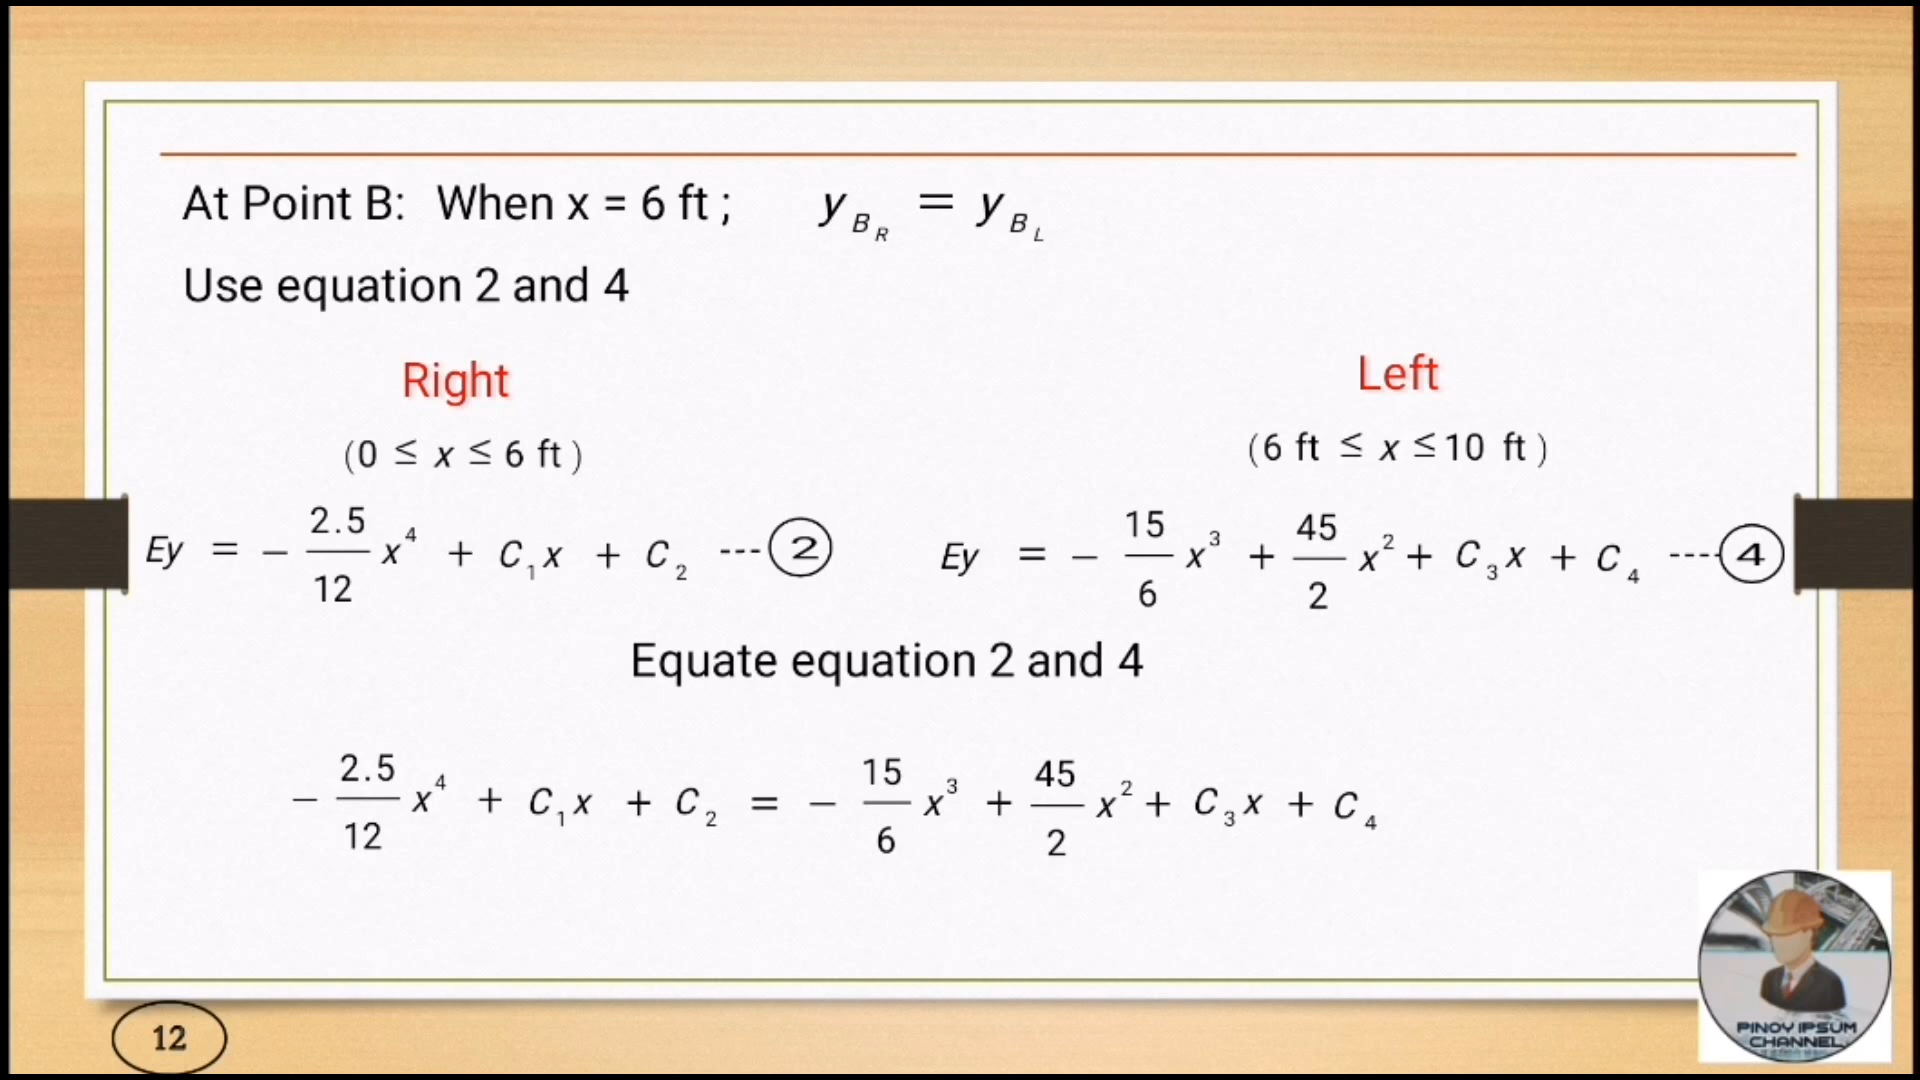 At Point B: When x = 6 ft ; y_{B_R} = y_{B_L}
Use equation 2 and 4
Right
Left
(0 ≤ x ≤ 6 ft )
(6 ft ≤ x ≤ 10 ft )
Ey = − 2.5/12 x⁴ + C₁x + C₂ ---②
Ey = − 15/6 x³ + 45/2 x² + C₃x + C₄ ----④
Equate equation 2 and 4
− 2.5/12 x⁴ + C₁x + C₂ = − 15/6 x³ + 45/2 x² + C₃x + C₄
12
PINOY IPSUM
CHANNEL